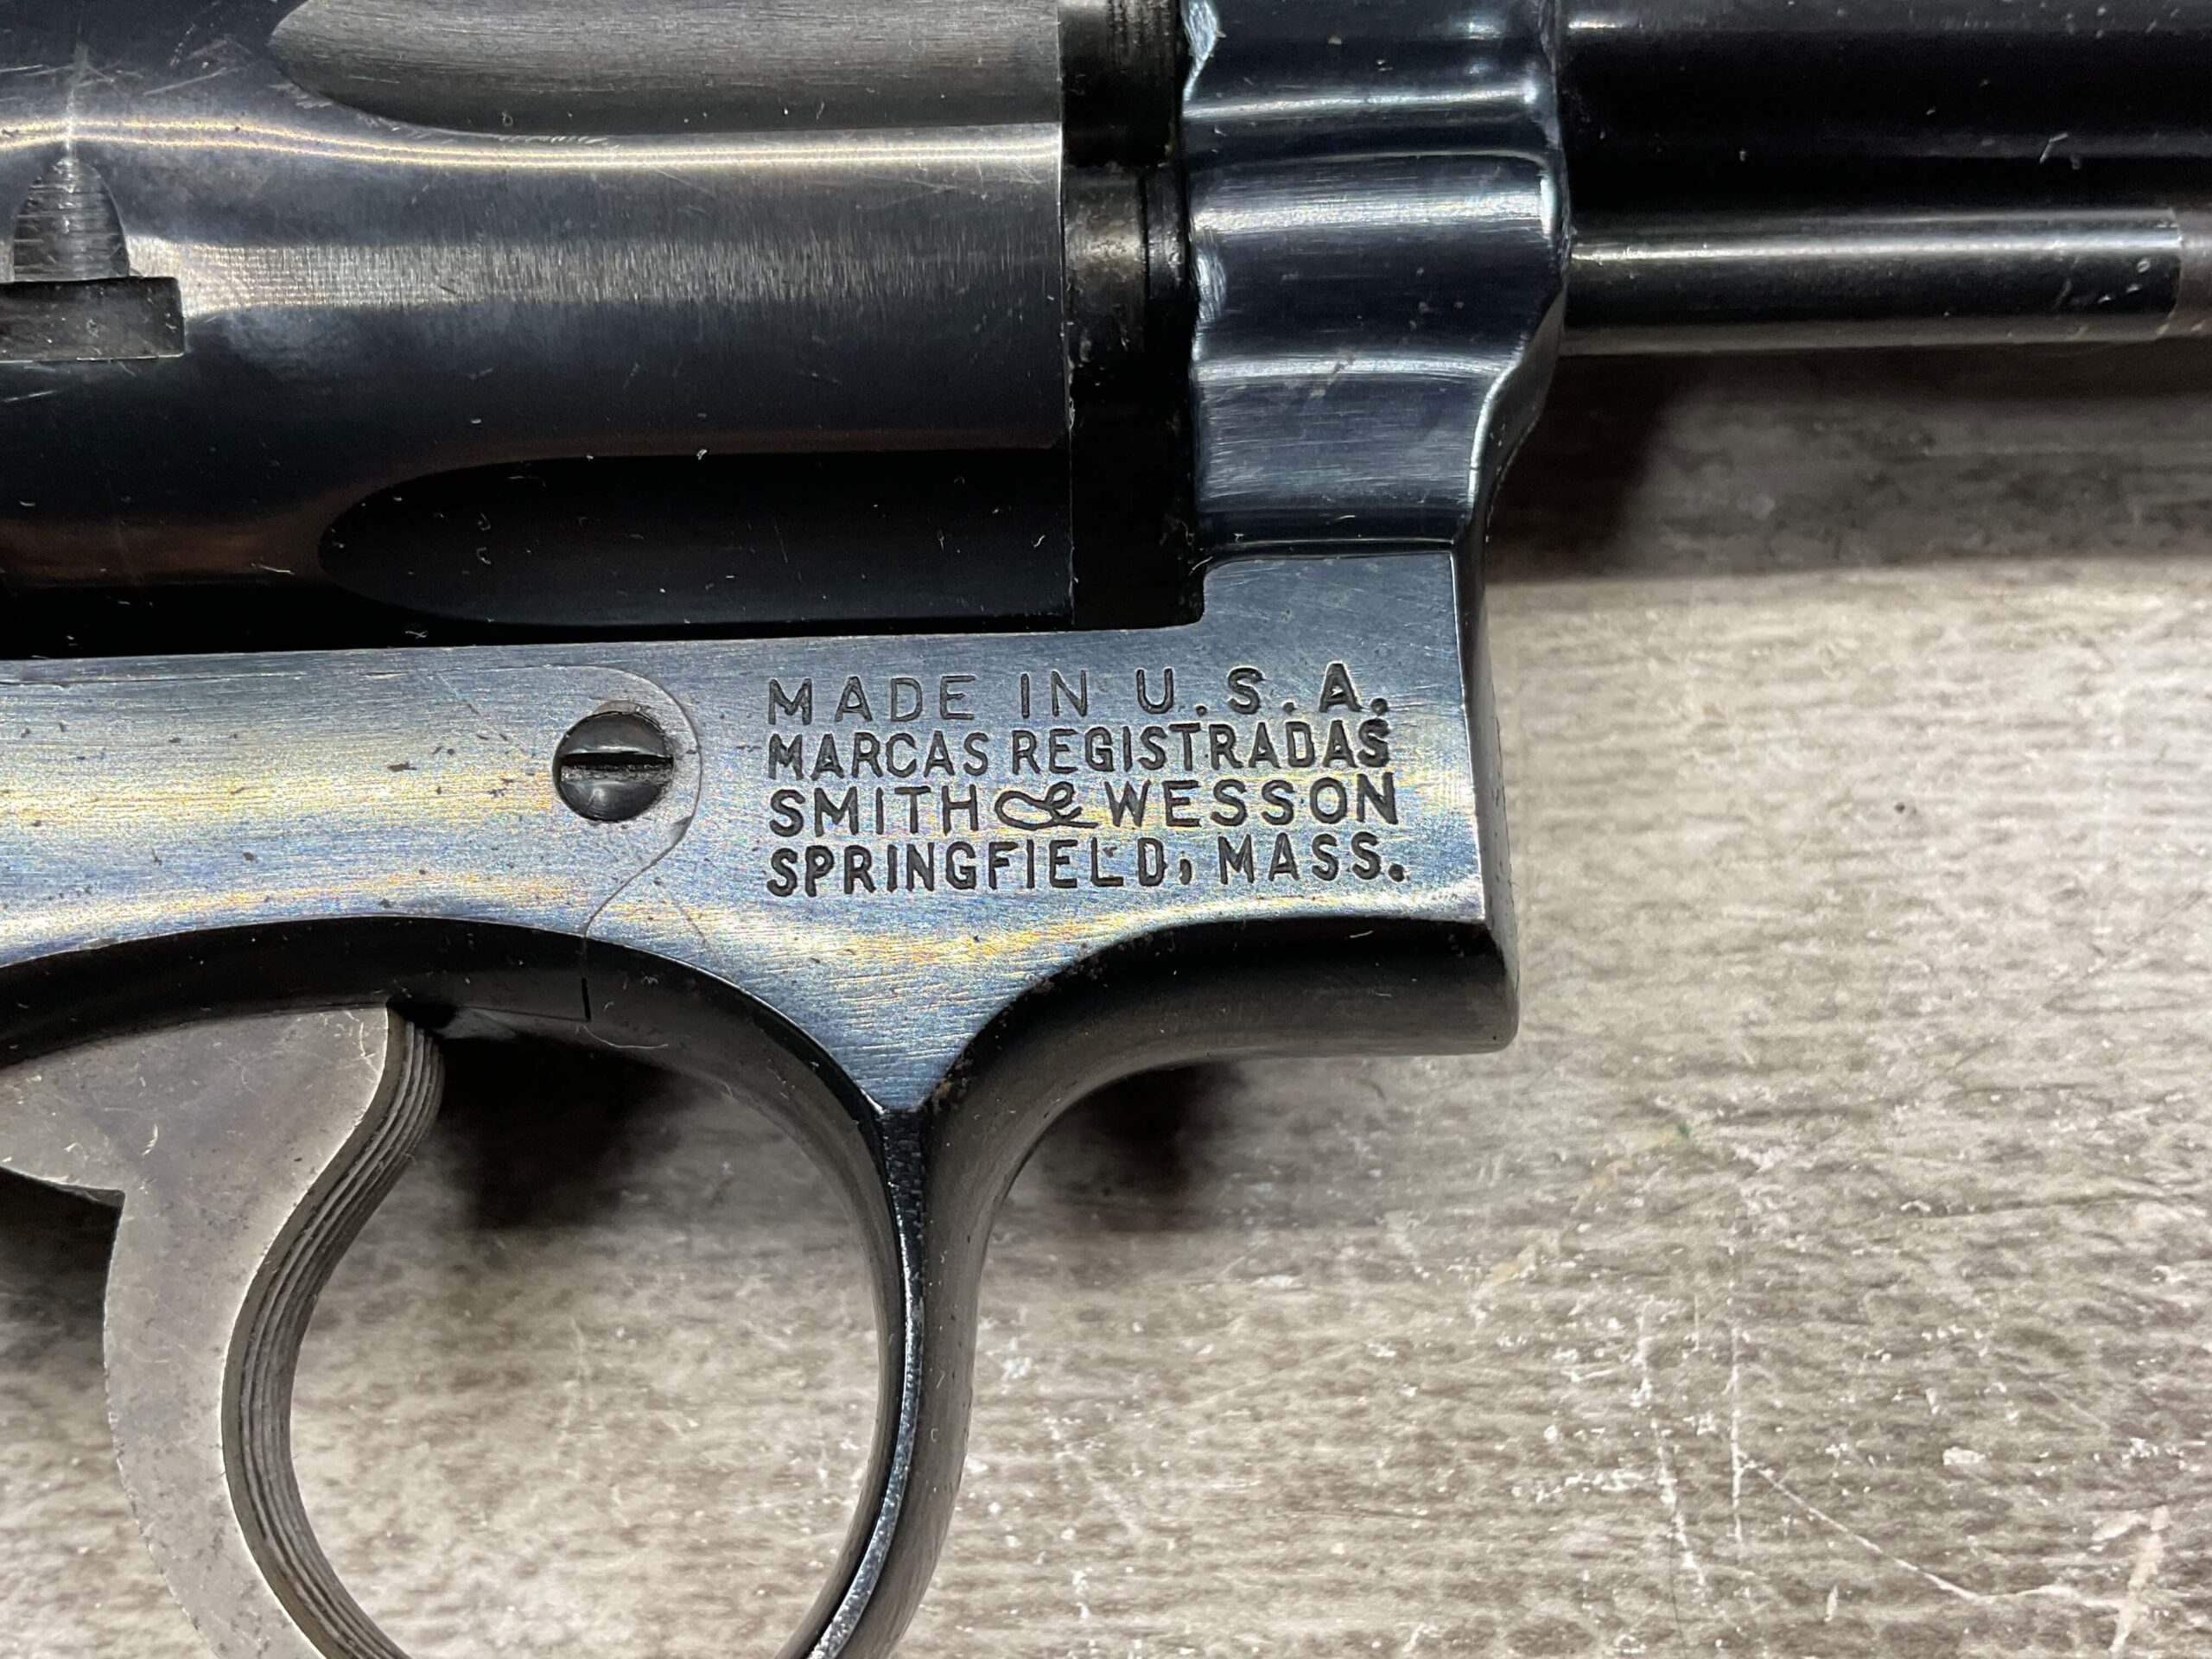 MADE IN U.S.A.
MARCAS REGISTRADAS
SMITH & WESSON
SPRINGFIELD, MASS.